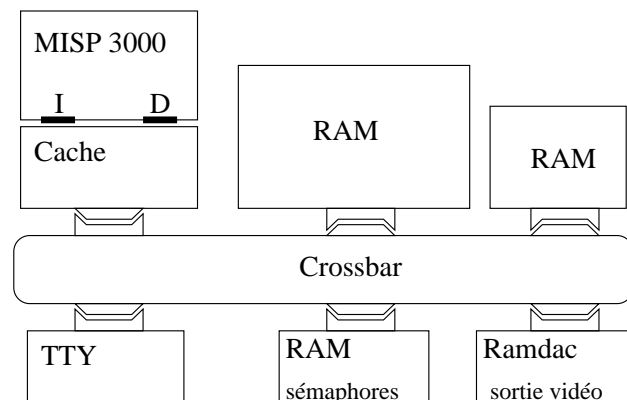 MISP 3000
I D
Cache
RAM
RAM
Crossbar
TTY
RAM
sémaphores
Ramdac
sortie vidéo